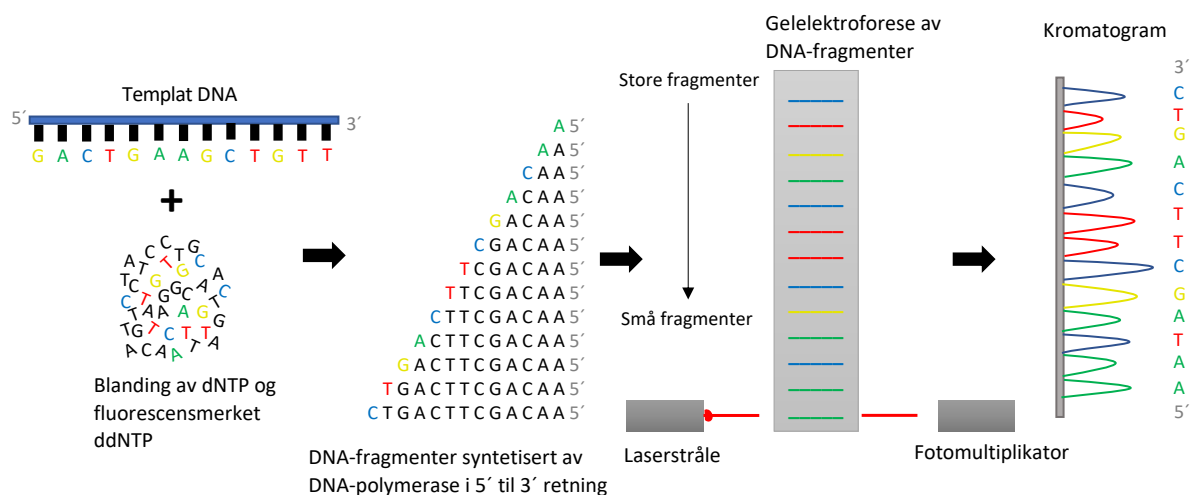 Templat DNA
5´ 3´
G A C T G A A G C T G T T
+
Blanding av dNTP og
fluorescensmerket
ddNTP
A 5´
A A 5´
C A A 5´
A C A A 5´
G A C A A 5´
C G A C A A 5´
T C G A C A A 5´
T T C G A C A A 5´
C T T C G A C A A 5´
A C T T C G A C A A 5´
G A C T T C G A C A A 5´
T G A C T T C G A C A A 5´
C T G A C T T C G A C A A 5´
DNA-fragmenter syntetisert av
DNA-polymerase i 5´ til 3´ retning
Gelelektroforese av
DNA-fragmenter
Store fragmenter
Små fragmenter
Laserstråle
Fotomultiplikator
Kromatogram
3´
C
T
G
A
C
T
T
C
G
A
T
A
A
5´